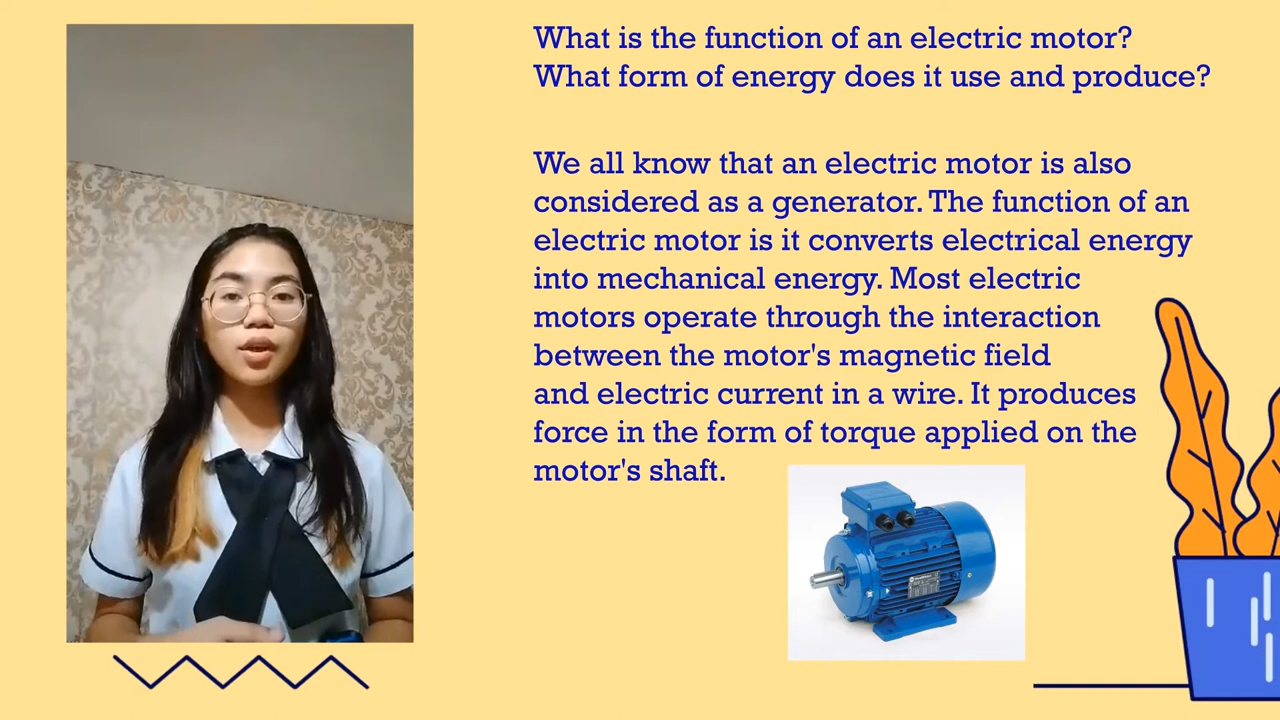 What is the function of an electric motor?
What form of energy does it use and produce?
We all know that an electric motor is also
considered as a generator. The function of an
electric motor is it converts electrical energy
into mechanical energy. Most electric
motors operate through the interaction
between the motor's magnetic field
and electric current in a wire. It produces
force in the form of torque applied on the
motor's shaft.